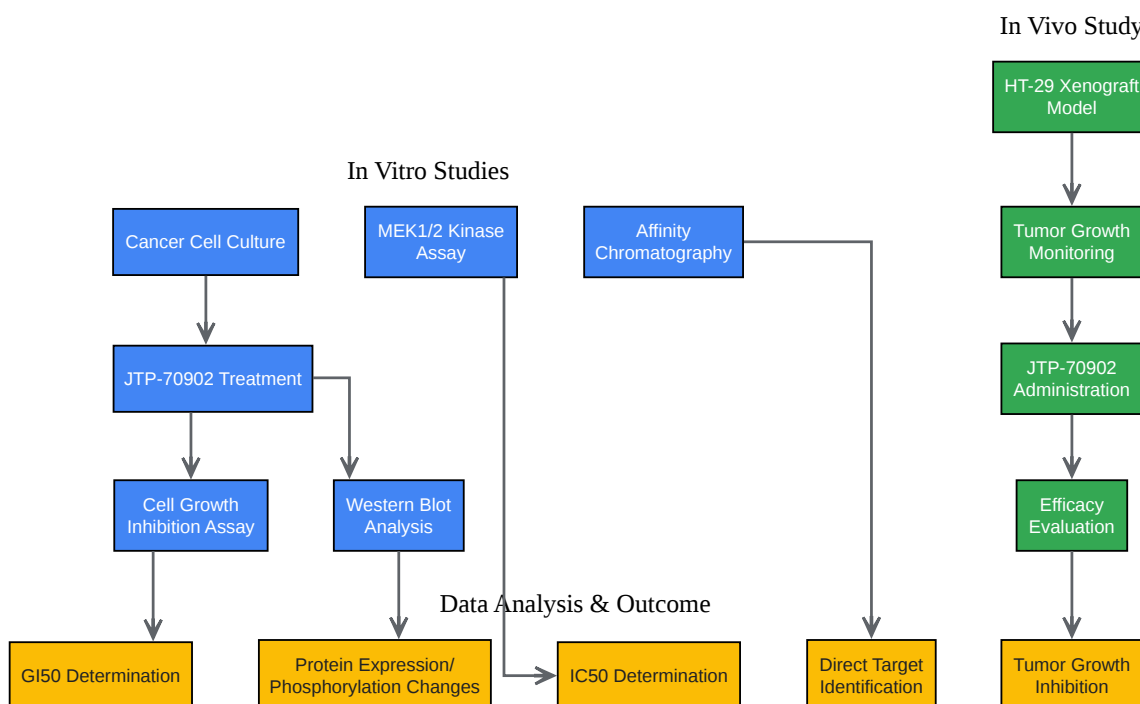 In Vivo Study
HT-29 Xenograft
Model
In Vitro Studies
Cancer Cell Culture
MEK1/2 Kinase
Assay
Affinity
Chromatography
Tumor Growth
Monitoring
JTP-70902 Treatment
JTP-70902
Administration
Cell Growth
Inhibition Assay
Western Blot
Analysis
Efficacy
Evaluation
Data Analysis & Outcome
GI50 Determination
Protein Expression/
Phosphorylation Changes
IC50 Determination
Direct Target
Identification
Tumor Growth
Inhibition